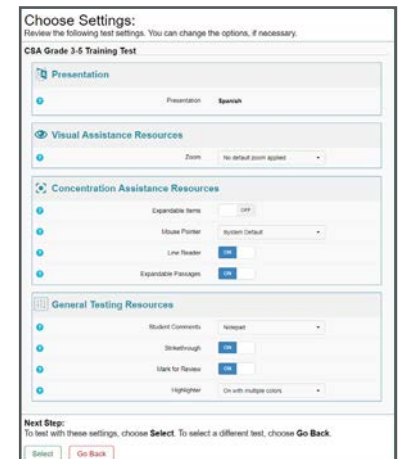 Choose Settings:
Review the following test settings. You can change the options, if necessary.
CSA Grade 3-5 Training Test
Presentation
Presentation Spanish
Visual Assistance Resources
Zoom No default zoom applied
Concentration Assistance Resources
Expandable Items OFF
Mouse Pointer System Default
Line Reader ON
Expandable Passages ON
General Testing Resources
Student Comments Notepad
Strikethrough ON
Mark for Review ON
Highlighter On with multiple colors
Next Step:
To test with these settings, choose Select. To select a different test, choose Go Back.
Select Go Back